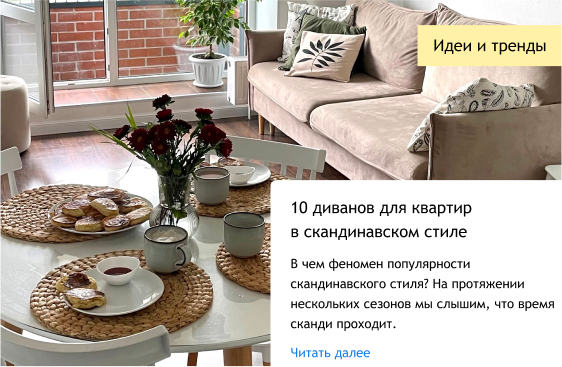 Идеи и тренды
10 диванов для квартир
в скандинавском стиле
В чем феномен популярности
скандинавского стиля? На протяжении
нескольких сезонов мы слышим, что время
сканди проходит.
Читать далее